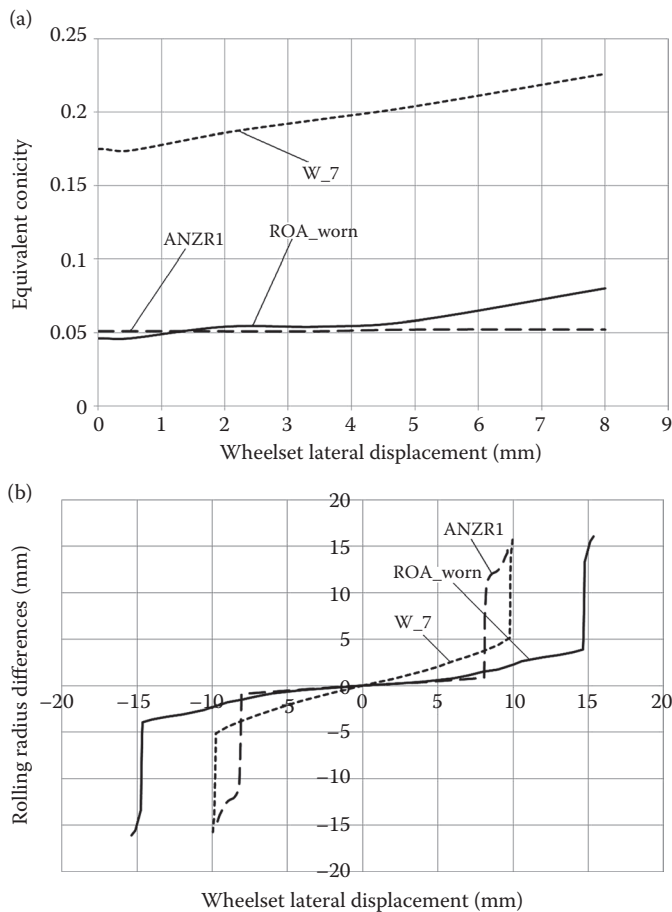 (a)
0.25
0.2
0.15
0.1
0.05
0
Equivalent conicity
W_7
ANZR1
ROA_worn
0 1 2 3 4 5 6 7 8 9
Wheelset lateral displacement (mm)
(b)
20
15
10
5
0
−5
−10
−15
−20
Rolling radius differences (mm)
ANZR1
ROA_worn
W_7
−20 −15 −10 −5 0 5 10 15 20
Wheelset lateral displacement (mm)